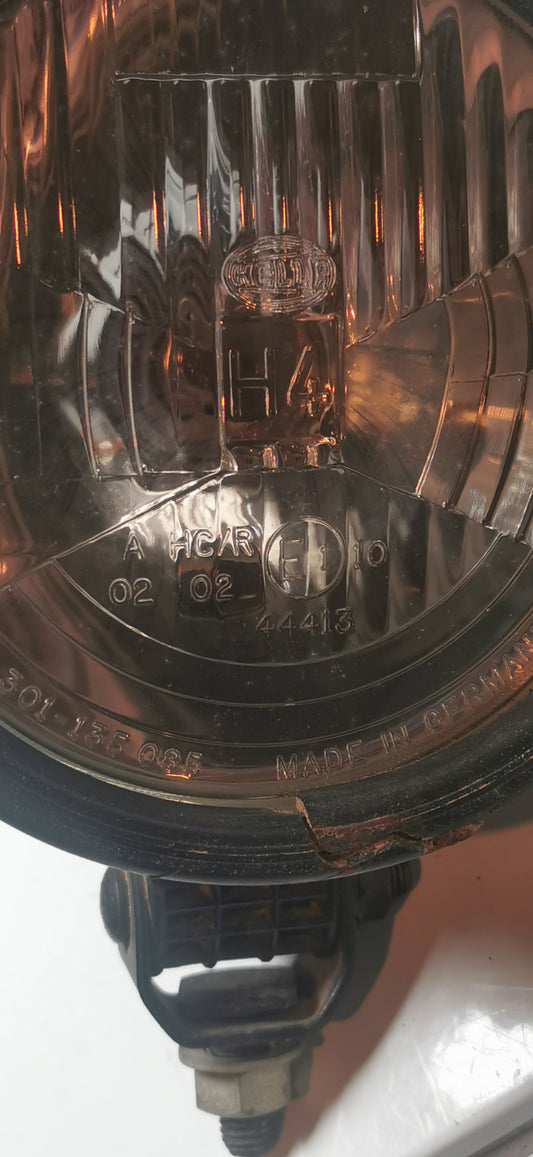 HELLA
H4
A HC/R E1 10
02 02
44413
301-135 085
MADE IN GERMANY